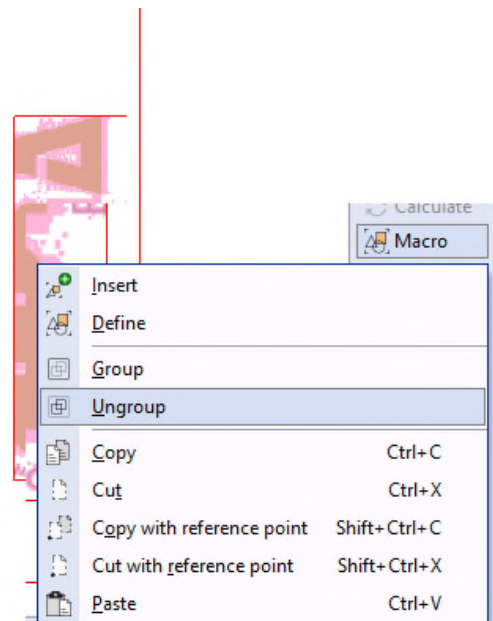 Calculate
Macro
Insert
Define
Group
Ungroup
Copy Ctrl+C
Cut Ctrl+X
Copy with reference point Shift+Ctrl+C
Cut with reference point Shift+Ctrl+X
Paste Ctrl+V